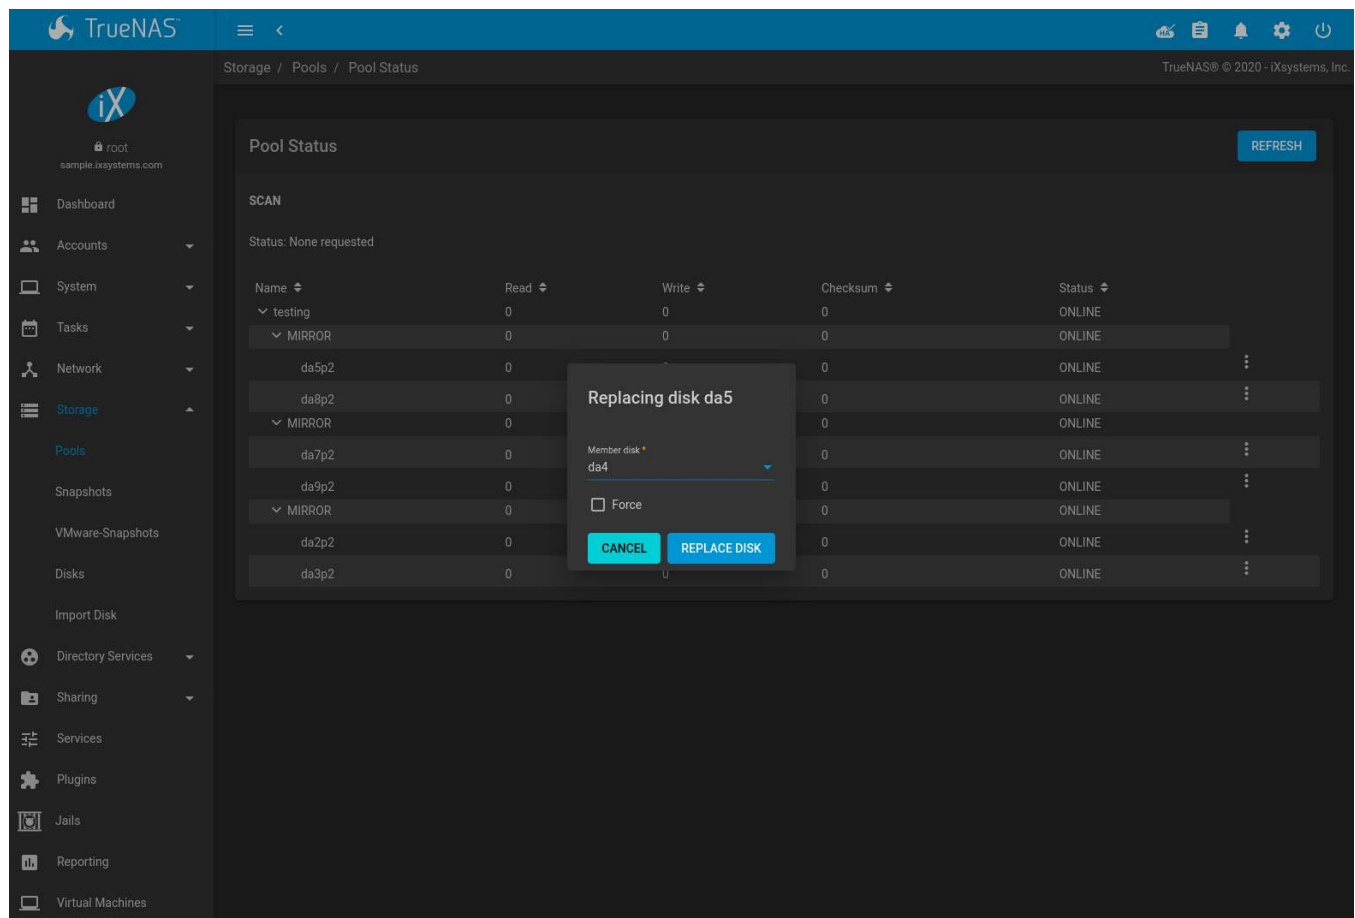 TrueNAS™
Storage / Pools / Pool Status
TrueNAS® © 2020 - iXsystems, Inc.
iX
root
sample.ixsystems.com
Dashboard
Accounts
System
Tasks
Network
Storage
Pools
Snapshots
VMware-Snapshots
Disks
Import Disk
Directory Services
Sharing
Services
Plugins
Jails
Reporting
Virtual Machines
HA
Pool Status
REFRESH
SCAN
Status: None requested
Name Read Write Checksum Status
testing 0 0 0 ONLINE
MIRROR 0 0 0 ONLINE
da5p2 0 0 ONLINE
da8p2 0 0 ONLINE
MIRROR 0 0 ONLINE
da7p2 0 0 ONLINE
da9p2 0 0 ONLINE
MIRROR 0 0 ONLINE
da2p2 0 0 ONLINE
da3p2 0 0 0 ONLINE
Replacing disk da5
Member disk *
da4
Force
CANCEL REPLACE DISK